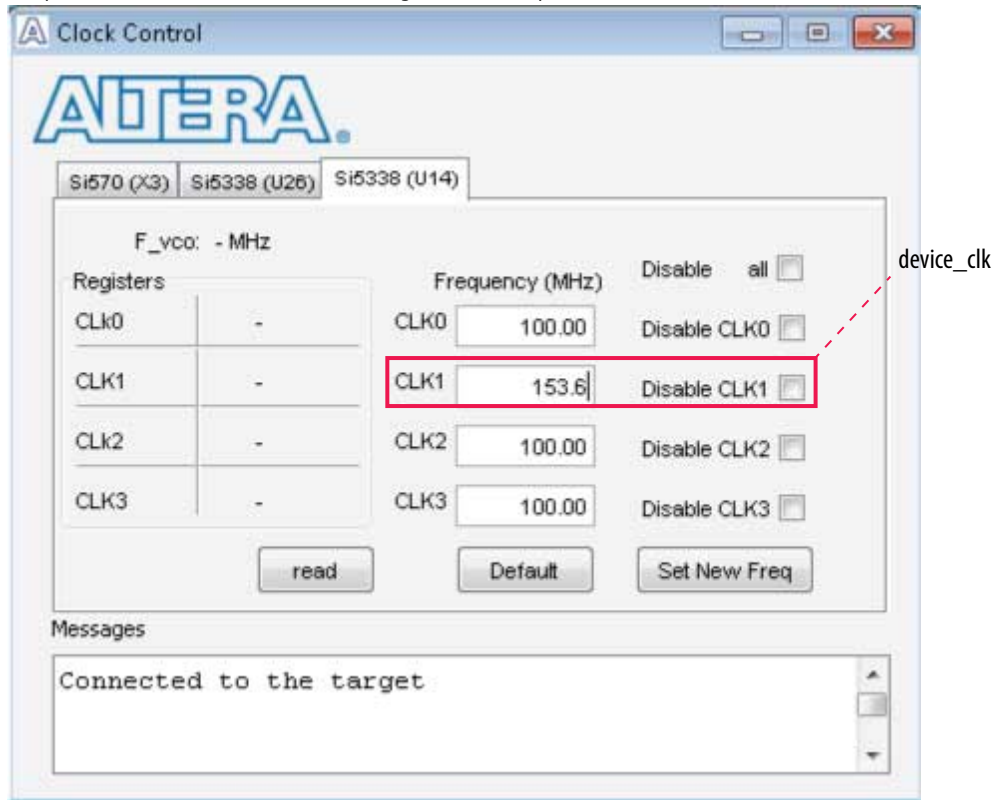 Clock Control
ALTERA.
Si570 (X3) Si5338 (U26) Si5338 (U14)
F_vco: - MHz
Registers Frequency (MHz) Disable all
device_clk
CLk0 - CLK0 100.00 Disable CLK0
CLK1 - CLK1 153.6 Disable CLK1
CLk2 - CLK2 100.00 Disable CLK2
CLK3 - CLK3 100.00 Disable CLK3
read Default Set New Freq
Messages
Connected to the target